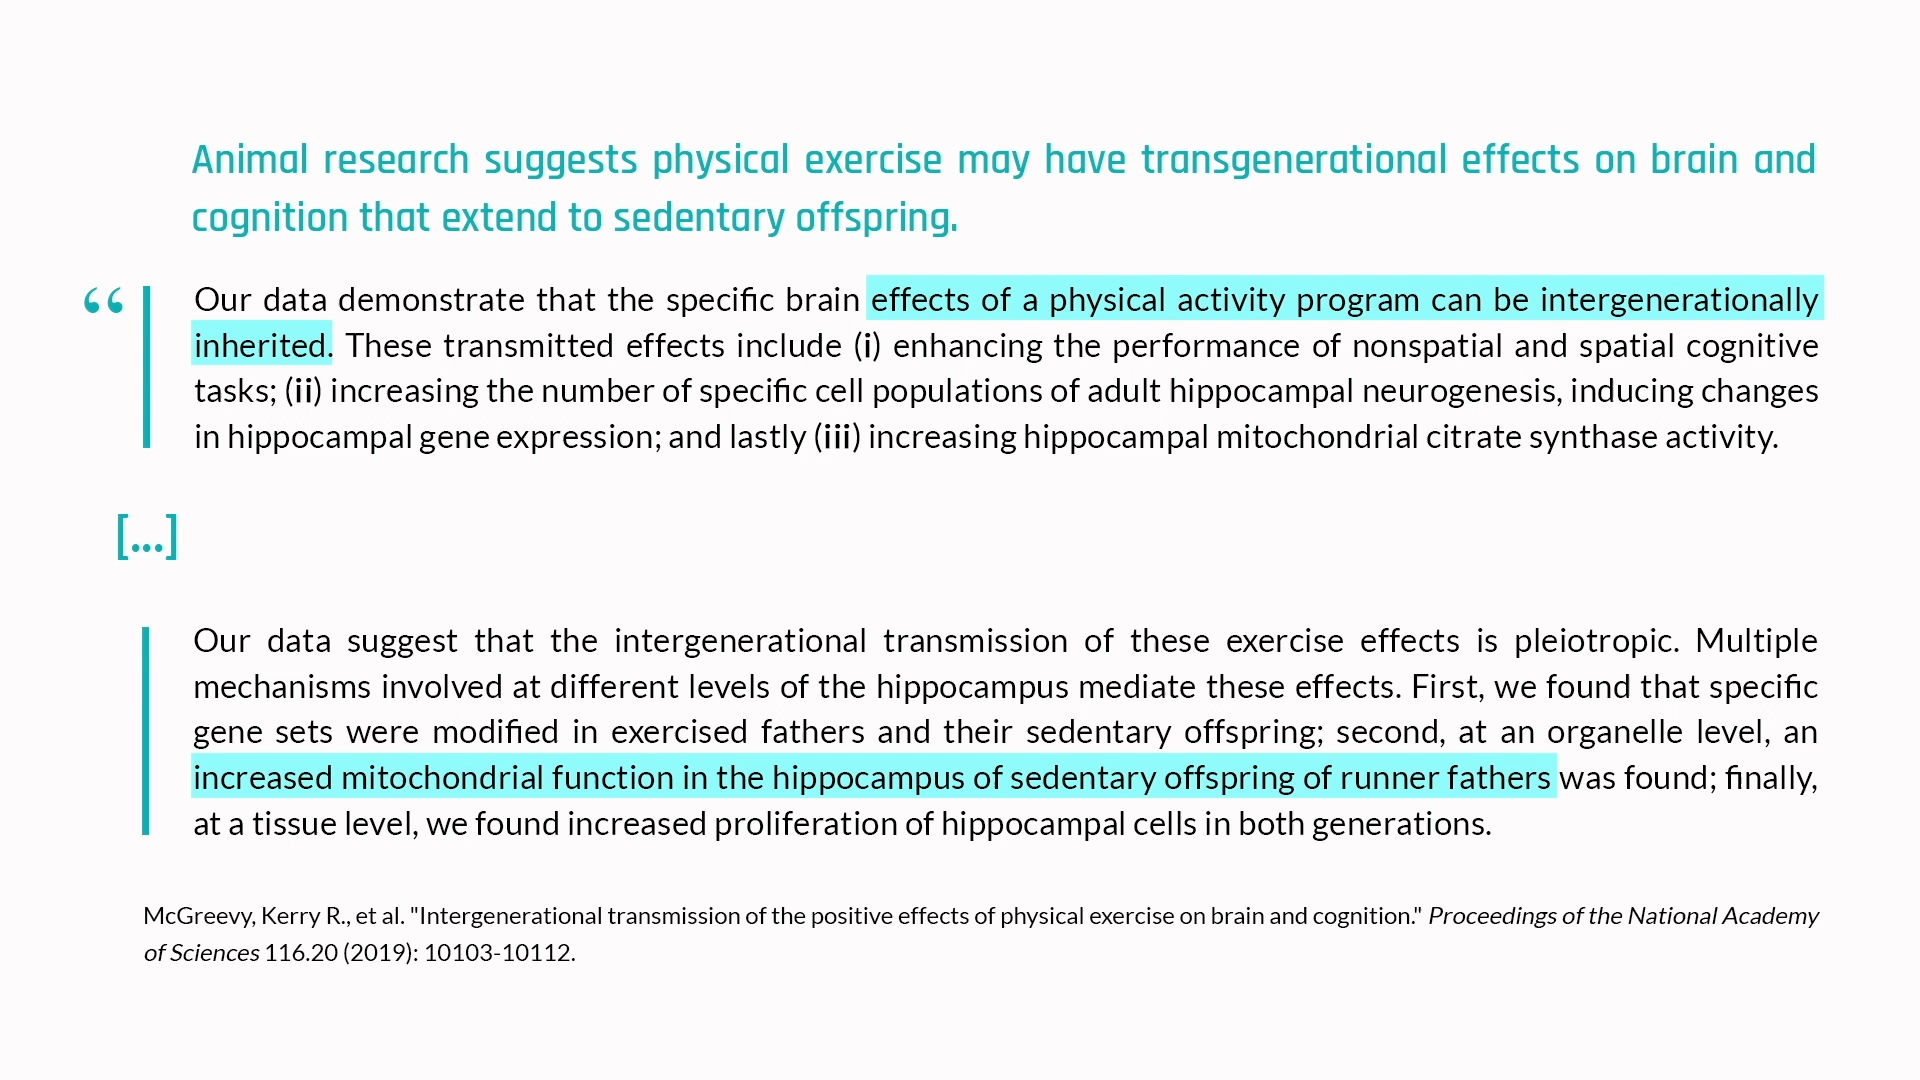 Animal research suggests physical exercise may have transgenerational effects on brain and
cognition that extend to sedentary offspring.
“ Our data demonstrate that the specific brain effects of a physical activity program can be intergenerationally
inherited. These transmitted effects include (i) enhancing the performance of nonspatial and spatial cognitive
tasks; (ii) increasing the number of specific cell populations of adult hippocampal neurogenesis, inducing changes
in hippocampal gene expression; and lastly (iii) increasing hippocampal mitochondrial citrate synthase activity.
[...]
Our data suggest that the intergenerational transmission of these exercise effects is pleiotropic. Multiple
mechanisms involved at different levels of the hippocampus mediate these effects. First, we found that specific
gene sets were modified in exercised fathers and their sedentary offspring; second, at an organelle level, an
increased mitochondrial function in the hippocampus of sedentary offspring of runner fathers was found; finally,
at a tissue level, we found increased proliferation of hippocampal cells in both generations.
McGreevy, Kerry R., et al. "Intergenerational transmission of the positive effects of physical exercise on brain and cognition." Proceedings of the National Academy
of Sciences 116.20 (2019): 10103-10112.